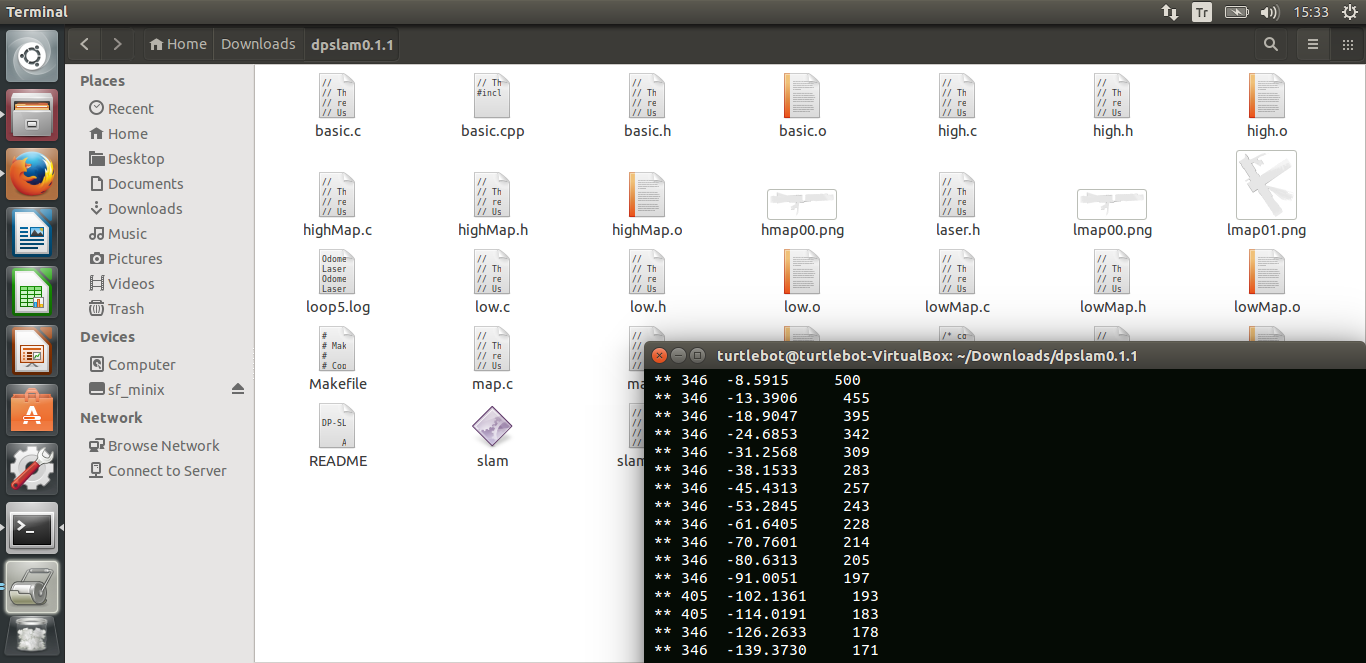 Terminal
Tr
15:33
Home
Downloads
dpslam0.1.1
Places
Recent
Home
Desktop
Documents
Downloads
Music
Pictures
Videos
Trash
Devices
Computer
sf_minix
Network
Browse Network
Connect to Server
basic.c
basic.cpp
basic.h
basic.o
high.c
high.h
high.o
highMap.c
highMap.h
highMap.o
hmap00.png
laser.h
lmap00.png
lmap01.png
loop5.log
low.c
low.h
low.o
lowMap.c
lowMap.h
lowMap.o
Makefile
map.c
README
slam
turtlebot@turtlebot-VirtualBox: ~/Downloads/dpslam0.1.1
** 346 -8.5915 500
** 346 -13.3906 455
** 346 -18.9047 395
** 346 -24.6853 342
** 346 -31.2568 309
** 346 -38.1533 283
** 346 -45.4313 257
** 346 -53.2845 243
** 346 -61.6405 228
** 346 -70.7601 214
** 346 -80.6313 205
** 346 -91.0051 197
** 405 -102.1361 193
** 405 -114.0191 183
** 346 -126.2633 178
** 346 -139.3730 171